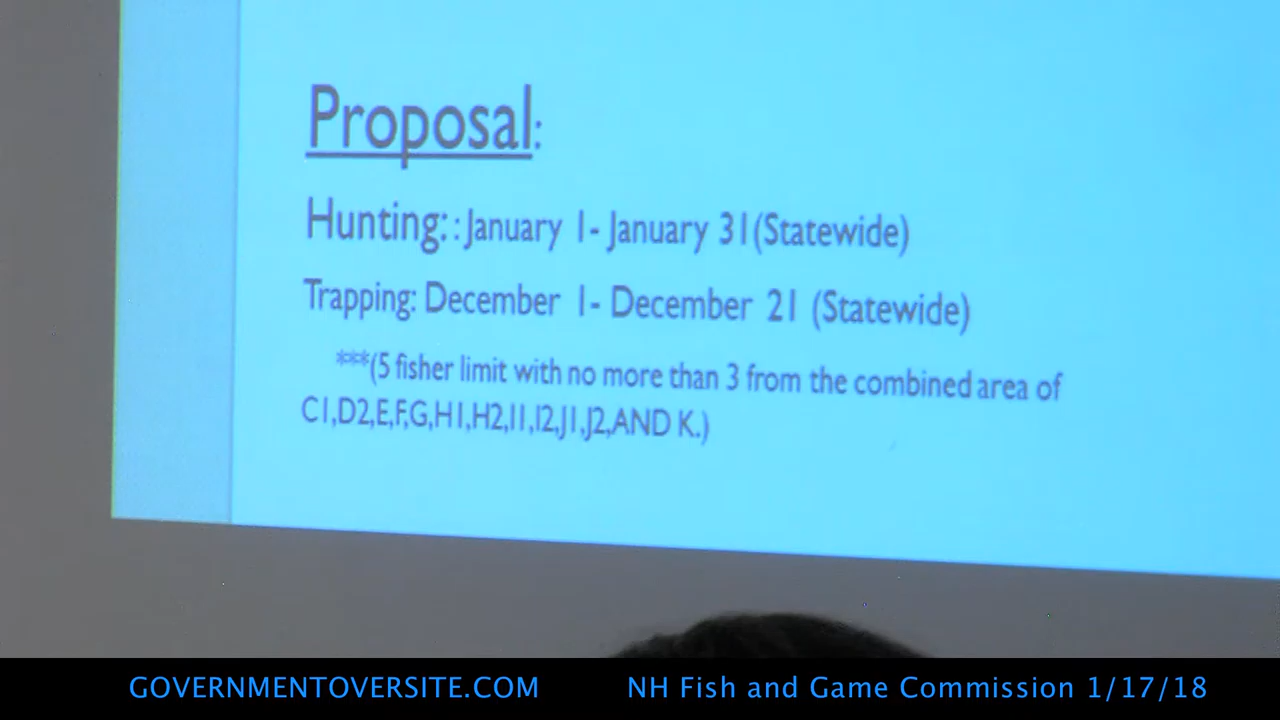 Proposal:
Hunting: : January 1- January 31(Statewide)
Trapping: December 1- December 21 (Statewide)
***(5 fisher limit with no more than 3 from the combined area of
C1,D2,E,F,G,H1,H2,I1,I2,J1,J2,AND K.)
GOVERNMENTOVERSITE.COM NH Fish and Game Commission 1/17/18